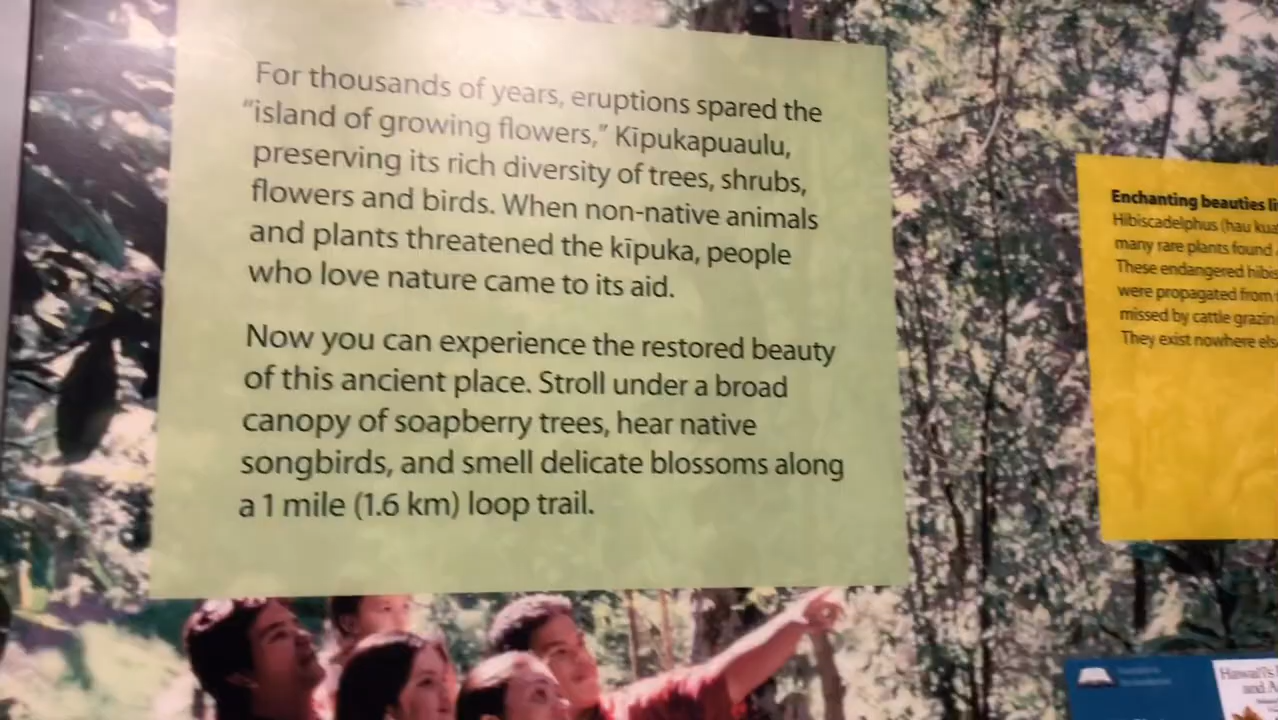 For thousands of years, eruptions spared the
“island of growing flowers,” Kīpukapuaulu,
preserving its rich diversity of trees, shrubs,
flowers and birds. When non-native animals
and plants threatened the kīpuka, people
who love nature came to its aid.
Now you can experience the restored beauty
of this ancient place. Stroll under a broad
canopy of soapberry trees, hear native
songbirds, and smell delicate blossoms along
a 1 mile (1.6 km) loop trail.
Enchanting beauties
Hibiscadelphus (hau
many rare plants found
These endangered
were propagated from
missed by cattle
They exist nowhere
and